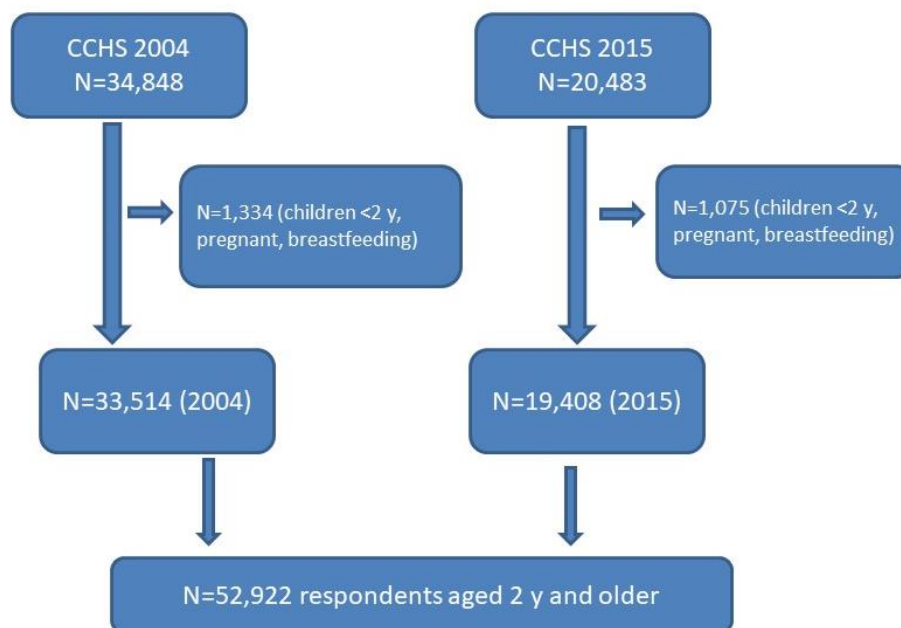 CCHS 2004
N=34,848
CCHS 2015
N=20,483
N=1,334 (children <2 y,
pregnant, breastfeeding)
N=1,075 (children <2 y,
pregnant, breastfeeding)
N=33,514 (2004)
N=19,408 (2015)
N=52,922 respondents aged 2 y and older